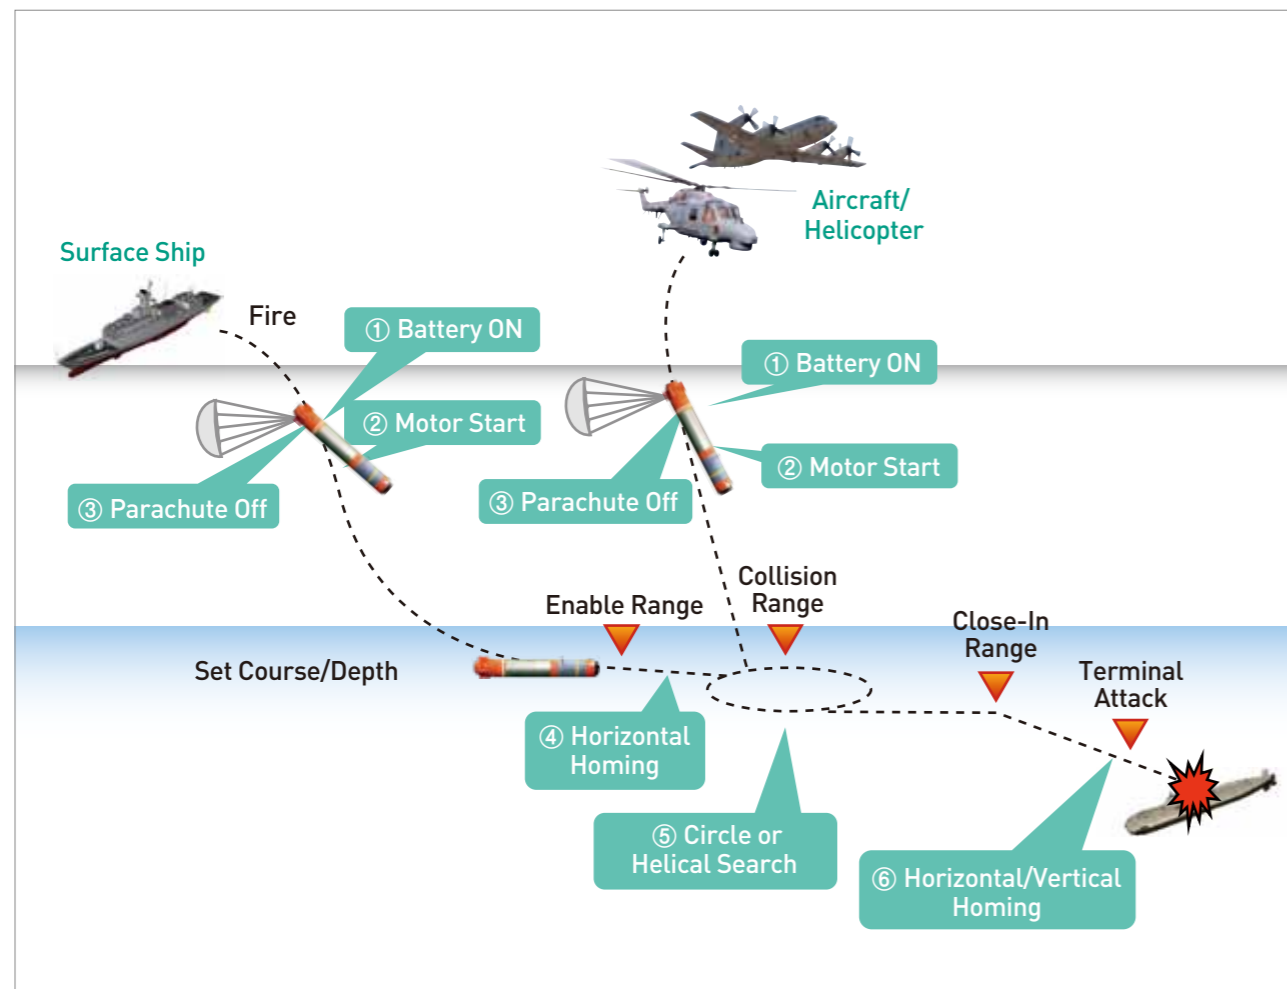 Aircraft/
Helicopter
Surface Ship
Fire
① Battery ON
② Motor Start
③ Parachute Off
① Battery ON
② Motor Start
③ Parachute Off
Set Course/Depth
Enable Range
Collision
Range
Close-In
Range
Terminal
Attack
④ Horizontal
Homing
⑤ Circle or
Helical Search
⑥ Horizontal/Vertical
Homing